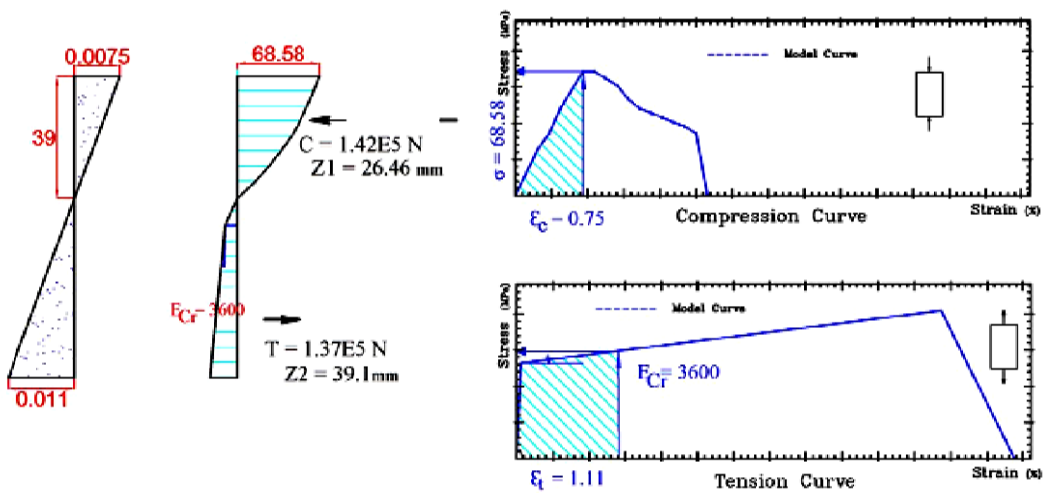 0.0075
39
0.011
68.58
C = 1.42E5 N
Z1 = 26.46 mm
ECr = 3600
T = 1.37E5 N
Z2 = 39.1mm
Stress (MPa)
Model Curve
σ = 68.58
εc = 0.75
Compression Curve
Strain (%)
Stress (MPa)
Model Curve
ECr = 3600
εt = 1.11
Tension Curve
Strain (%)